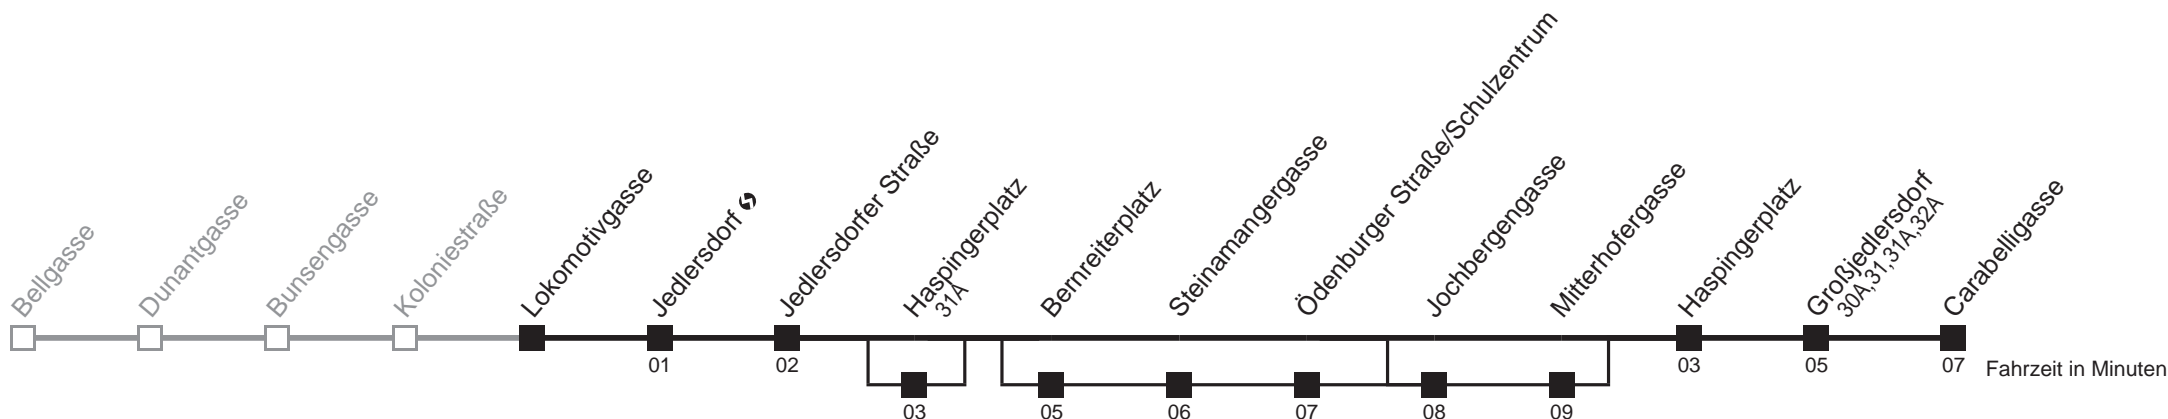 Bellgasse
Dunantgasse
Bunsengasse
Koloniestraße
Lokomotivgasse
Jedlersdorf
01
Jedlersdorfer Straße
02
Haspingerplatz
31A
03
Bernreiterplatz
05
Steinamangergasse
06
Ödenburger Straße/Schulzentrum
07
Jochbergengasse
08
Mitterhofergasse
09
Haspingerplatz
03
Großjedlersdorf
30A,31,31A,32A
05
Carabelligasse
07
Fahrzeit in Minuten